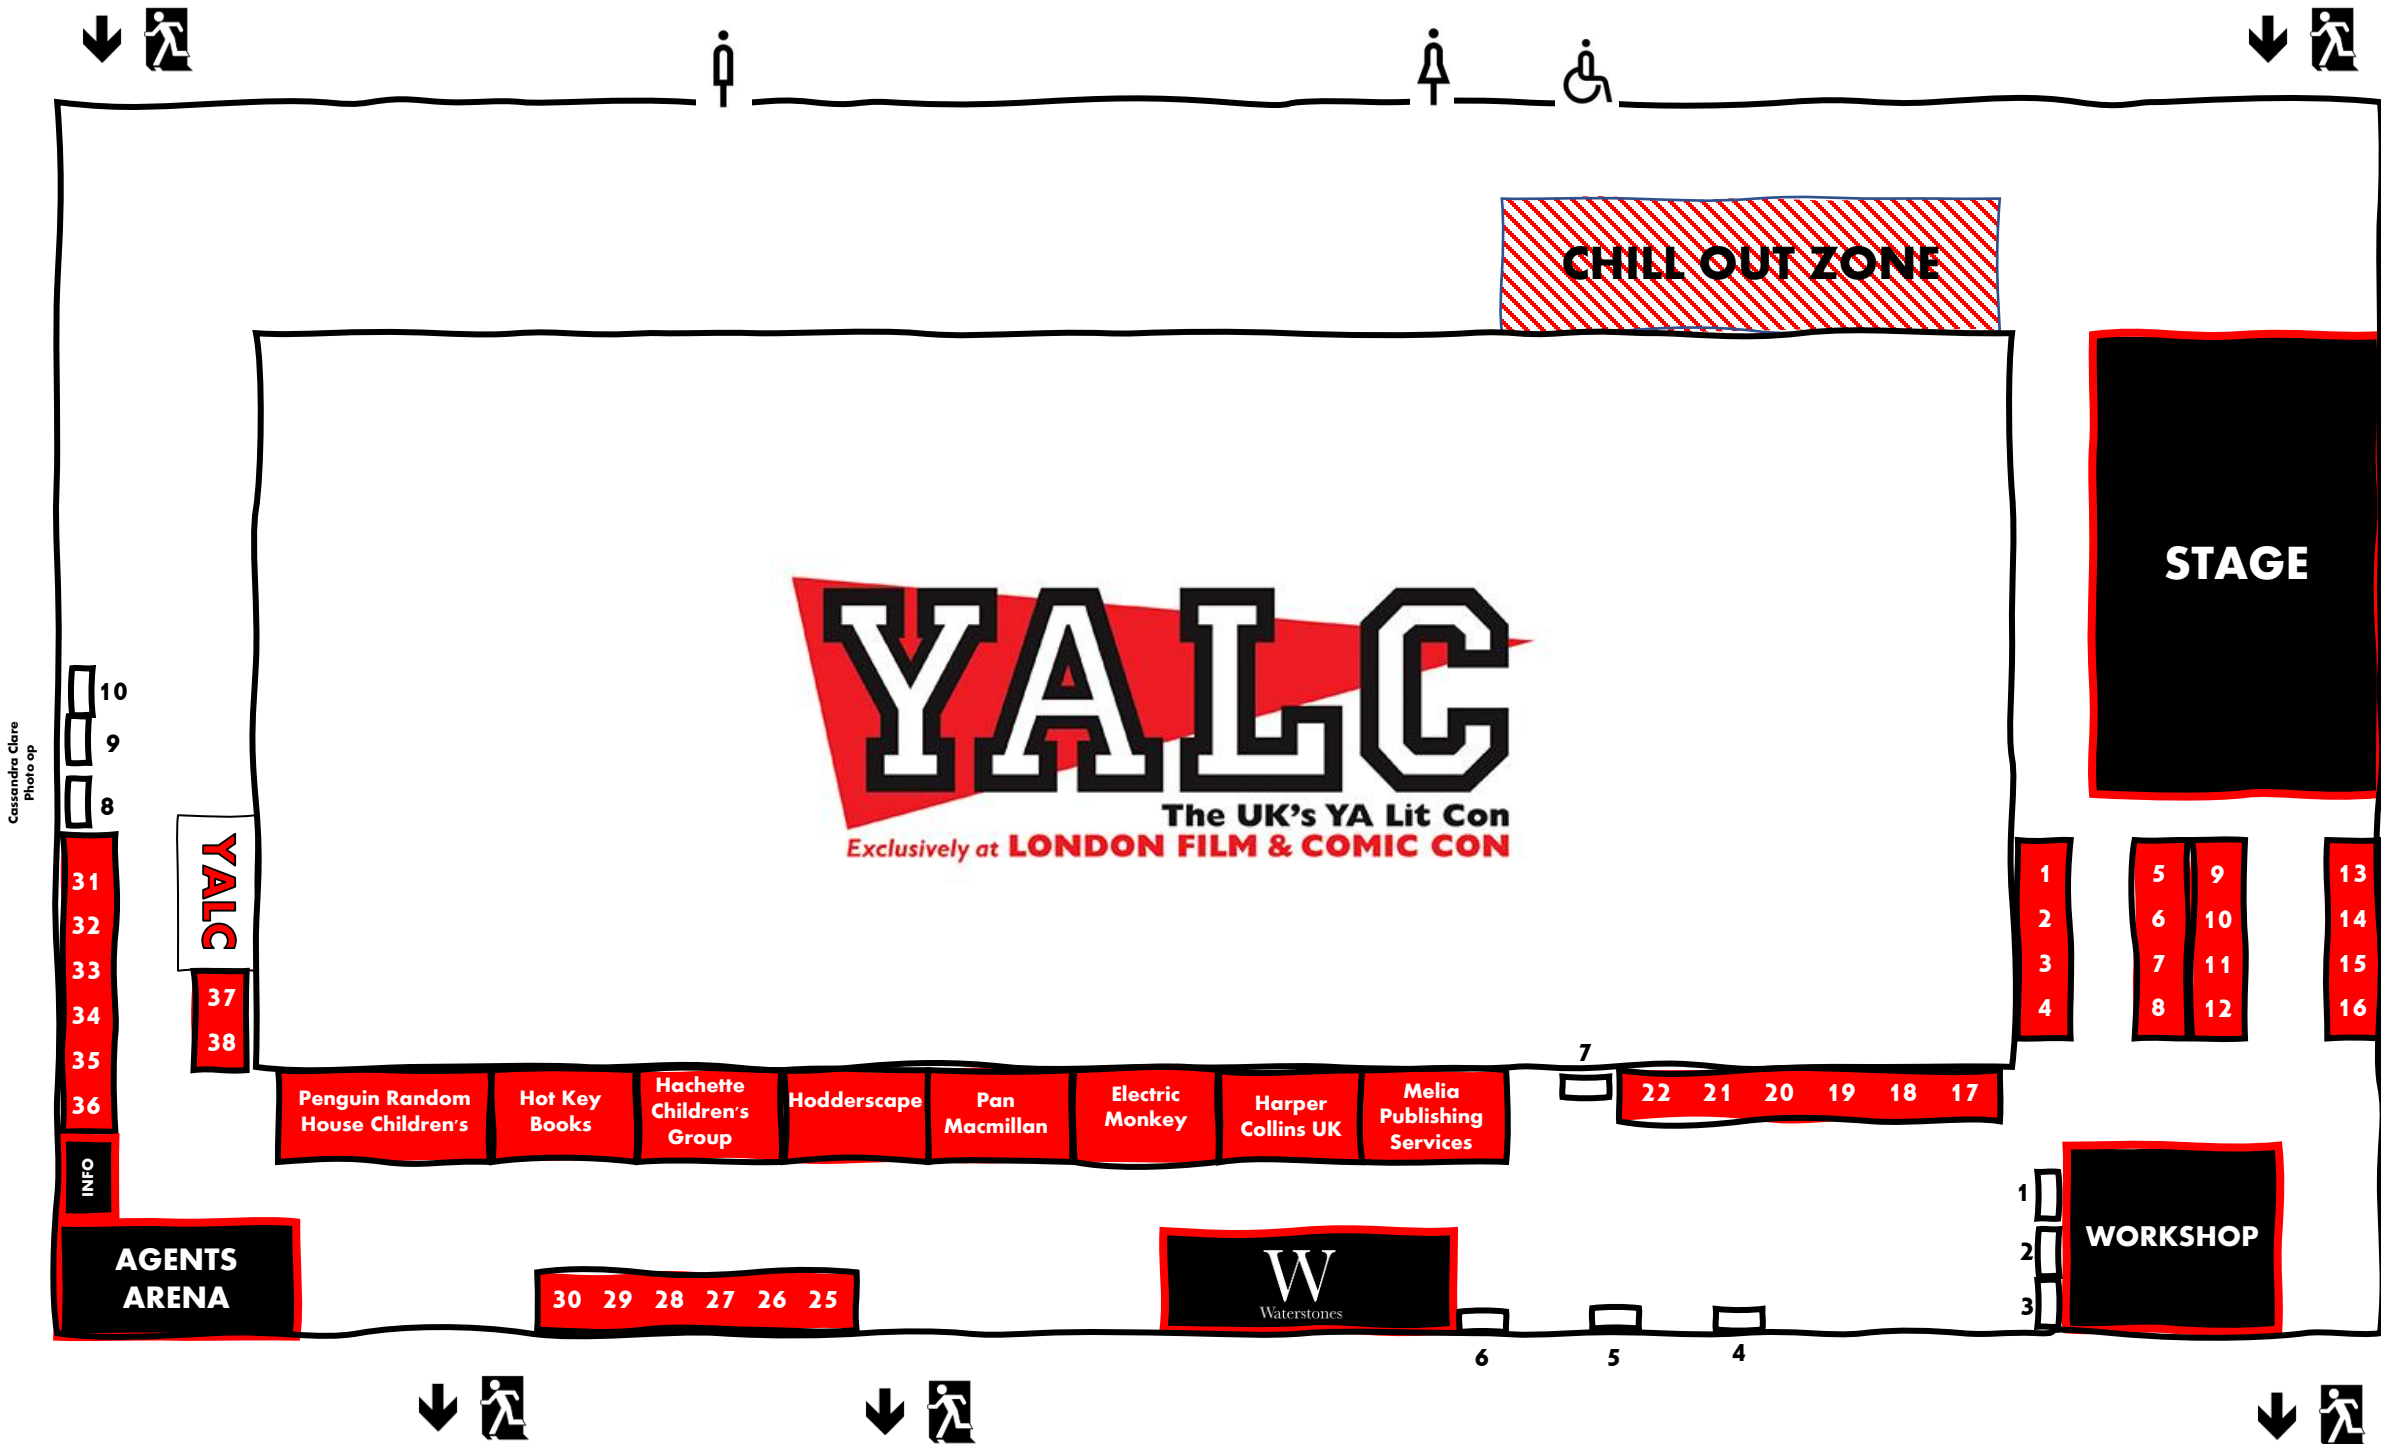 CHILL OUT ZONE
STAGE
YALC
The UK's YA Lit Con
Exclusively at LONDON FILM & COMIC CON
Cassandra Clare
Photo op
10
9
8
31
32
33
34
35
36
YALC
37
38
INFO
AGENTS
ARENA
1
2
3
4
5
6
7
8
9
10
11
12
13
14
15
16
Penguin Random
House Children's
Hot Key
Books
Hachette
Children's
Group
Hodderscape
Pan
Macmillan
Electric
Monkey
Harper
Collins UK
Melia
Publishing
Services
7
22 21 20 19 18 17
30 29 28 27 26 25
W
Waterstones
1
2
3
WORKSHOP
6 5 4